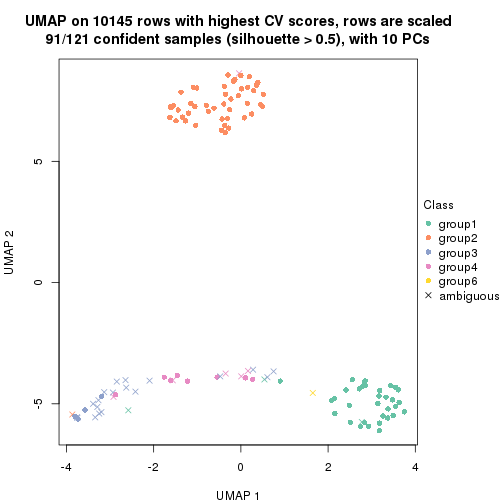 UMAP on 10145 rows with highest CV scores, rows are scaled
91/121 confident samples (silhouette > 0.5), with 10 PCs
UMAP 2
5
0
-5
-4
-2
0
2
4
UMAP 1
Class
group1
group2
group3
group4
group6
ambiguous